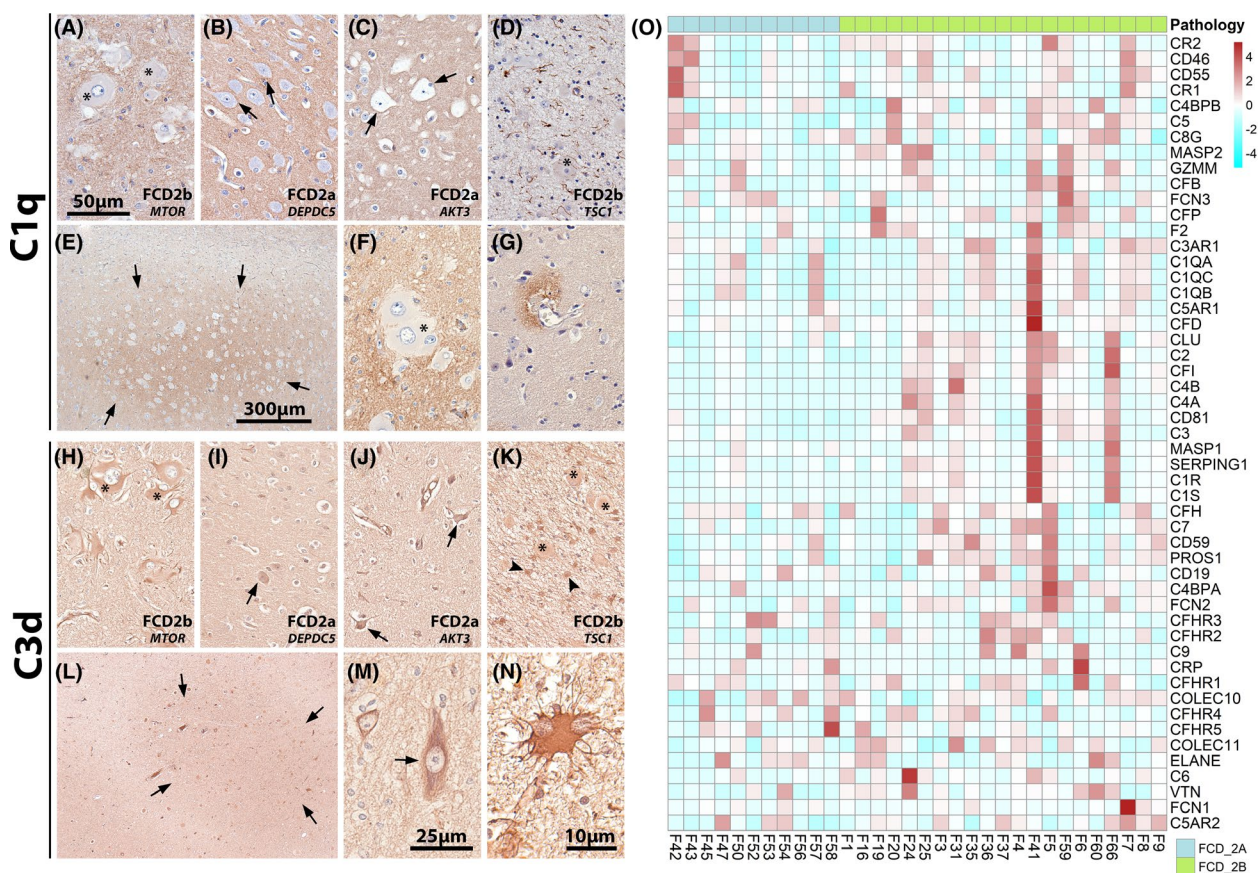 C1q
(A)
FCD2b
MTOR
50µm
(B)
FCD2a
DEPDC5
(C)
FCD2a
AKT3
(D)
*
FCD2b
TSC1
* *
(E)
300µm
(F)
*
(G)
C3d
(H)
* *
FCD2b
MTOR
(I)
FCD2a
DEPDC5
(J)
FCD2a
AKT3
(K)
* * *
FCD2b
TSC1
(L)
(M)
25µm
(N)
10µm
(O)
Pathology
CR2
CD46
CD55
CR1
C4BPB
C5
C8G
MASP2
GZMM
CFB
FCN3
CFP
F2
C3AR1
C1QA
C1QC
C1QB
C5AR1
CFD
CLU
C2
CFI
C4B
C4A
CD81
C3
MASP1
SERPING1
C1R
C1S
CFH
C7
CD59
PROS1
CD19
C4BPA
FCN2
CFHR3
CFHR2
C9
CRP
CFHR1
COLEC10
CFHR4
CFHR5
COLEC11
ELANE
C6
VTN
FCN1
C5AR2
4
2
0
-2
-4
F42
F43
F45
F47
F50
F52
F53
F54
F56
F57
F58
F1
F16
F19
F20
F24
F25
F3
F31
F35
F36
F37
F4
F41
F5
F59
F6
F60
F66
F7
F8
F9
FCD_2A
FCD_2B